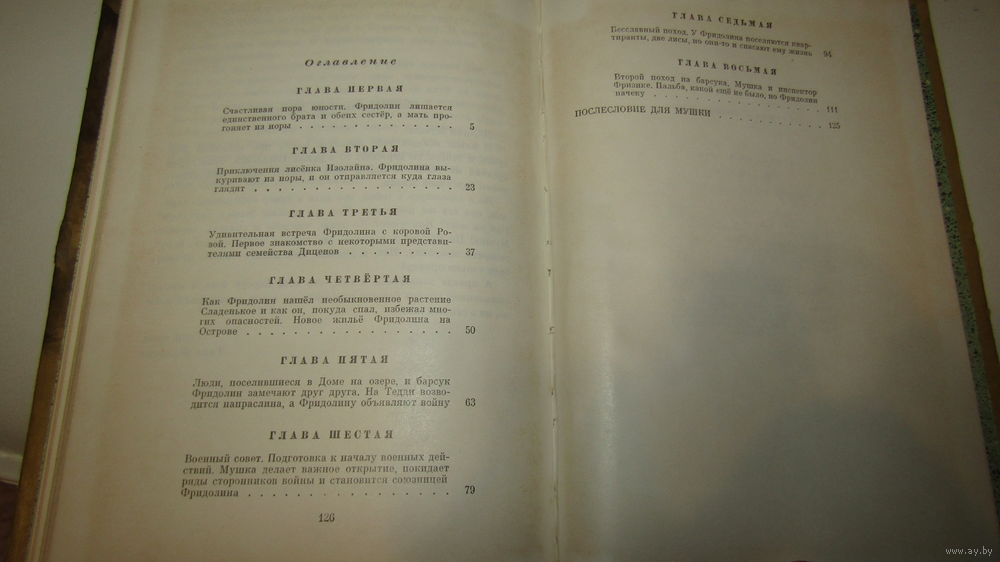 Оглавление
ГЛАВА ПЕРВАЯ
Счастливая пора юности. Фридолин лишается
единственного брата и обеих сестёр, а мать про-
гоняет из норы . . . . . . . . . . . . . . 5
ГЛАВА ВТОРАЯ
Приключения лисёнка Изолайна. Фридолина вы-
куривают из норы, и он отправляется куда глаза
глядят . . . . . . . . . . . . . . . . . . 23
ГЛАВА ТРЕТЬЯ
Удивительная встреча Фридолина с коровой Ро-
зой. Первое знакомство с некоторыми представи-
телями семейства Диценов . . . . . . . . . 37
ГЛАВА ЧЕТВЁРТАЯ
Как Фридолин нашёл необыкновенное растение
Сладенькое и как он, покуда спал, избежал мно-
гих опасностей. Новое жильё Фридолина на
Острове . . . . . . . . . . . . . . . . . . 50
ГЛАВА ПЯТАЯ
Люди, поселившиеся в Доме на озере, и барсук
Фридолин замечают друг друга. На Тедди возво-
дится напраслина, а Фридолину объявляют войну 63
ГЛАВА ШЕСТАЯ
Военный совет. Подготовка к началу военных дей-
ствий. Мушка делает важное открытие, покидает
ряды сторонников войны и становится союзницей
Фридолина . . . . . . . . . . . . . . . . . 79
126
ГЛАВА СЕДЬМАЯ
Бесславный поход. У Фридолина поселяются квар-
тиранты, две лисы, но они-то и спасают ему жизнь 94
ГЛАВА ВОСЬМАЯ
Второй поход на барсука. Мушка и инспектор
Фризике. Пальба, какой ещё не было, но Фридолин
начеку . . . . . . . . . . . . . . . . . . 111
ПОСЛЕСЛОВИЕ ДЛЯ МУШКИ . . . . . . . . . . 125
www.ay.by